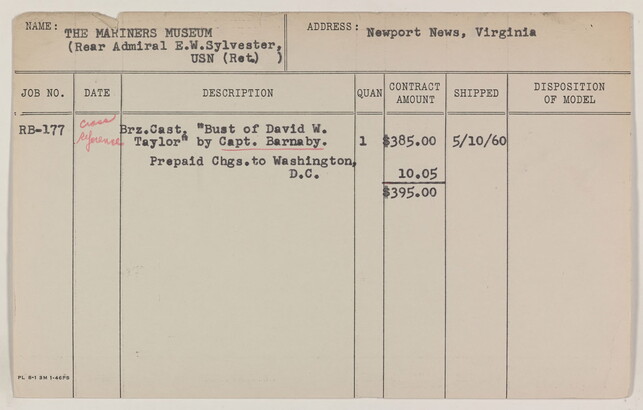 NAME: THE MARINERS MUSEUM
(Rear Admiral E.W.Sylvester,
USN (Ret.) )
ADDRESS: Newport News, Virginia
JOB NO. DATE DESCRIPTION QUAN CONTRACT AMOUNT SHIPPED DISPOSITION OF MODEL
RB-177 cross Brz.Cast, "Bust of David W.
reference Taylor" by Capt. Barnaby. 1 $385.00 5/10/60
Prepaid Chgs.to Washington,
D.C. 10.05
$395.00